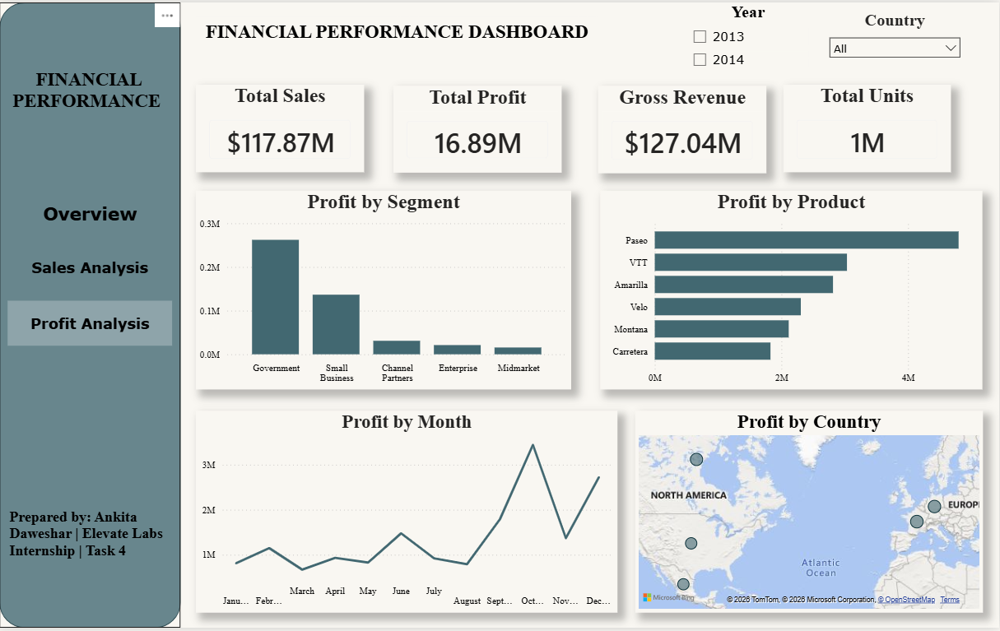 ...
FINANCIAL
PERFORMANCE
Overview
Sales Analysis
Profit Analysis
Prepared by: Ankita
Daweshar | Elevate Labs
Internship | Task 4
FINANCIAL PERFORMANCE DASHBOARD
Year
2013
2014
Country
All
Total Sales
$117.87M
Total Profit
16.89M
Gross Revenue
$127.04M
Total Units
1M
Profit by Segment
0.3M
0.2M
0.1M
0.0M
Government
Small
Business
Channel
Partners
Enterprise
Midmarket
Profit by Product
Paseo
VTT
Amarilla
Velo
Montana
Carretera
0M
2M
4M
Profit by Month
3M
2M
1M
Janu...
Febr...
March
April
May
June
July
August
Sept...
Oct...
Nov...
Dec...
Profit by Country
NORTH AMERICA
EUROP
Atlantic
Ocean
Microsoft Bing
© 2026 TomTom, © 2026 Microsoft Corporation, © OpenStreetMap Terms